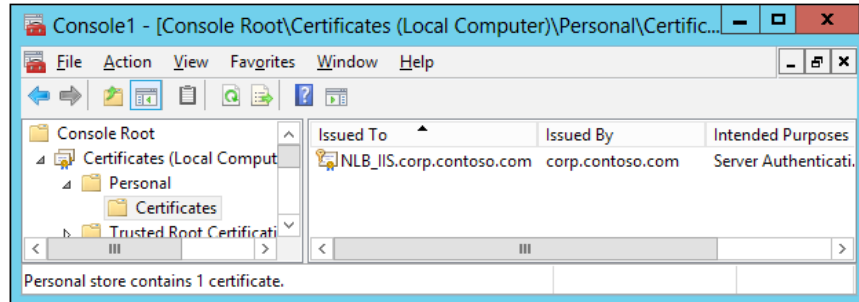 Console1 - [Console Root\Certificates (Local Computer)\Personal\Certific...
File Action View Favorites Window Help
Console Root
Issued To Issued By Intended Purposes
Certificates (Local Comput
NLB_IIS.corp.contoso.com corp.contoso.com Server Authenticati.
Personal
Certificates
Trusted Root Certificati
Personal store contains 1 certificate.